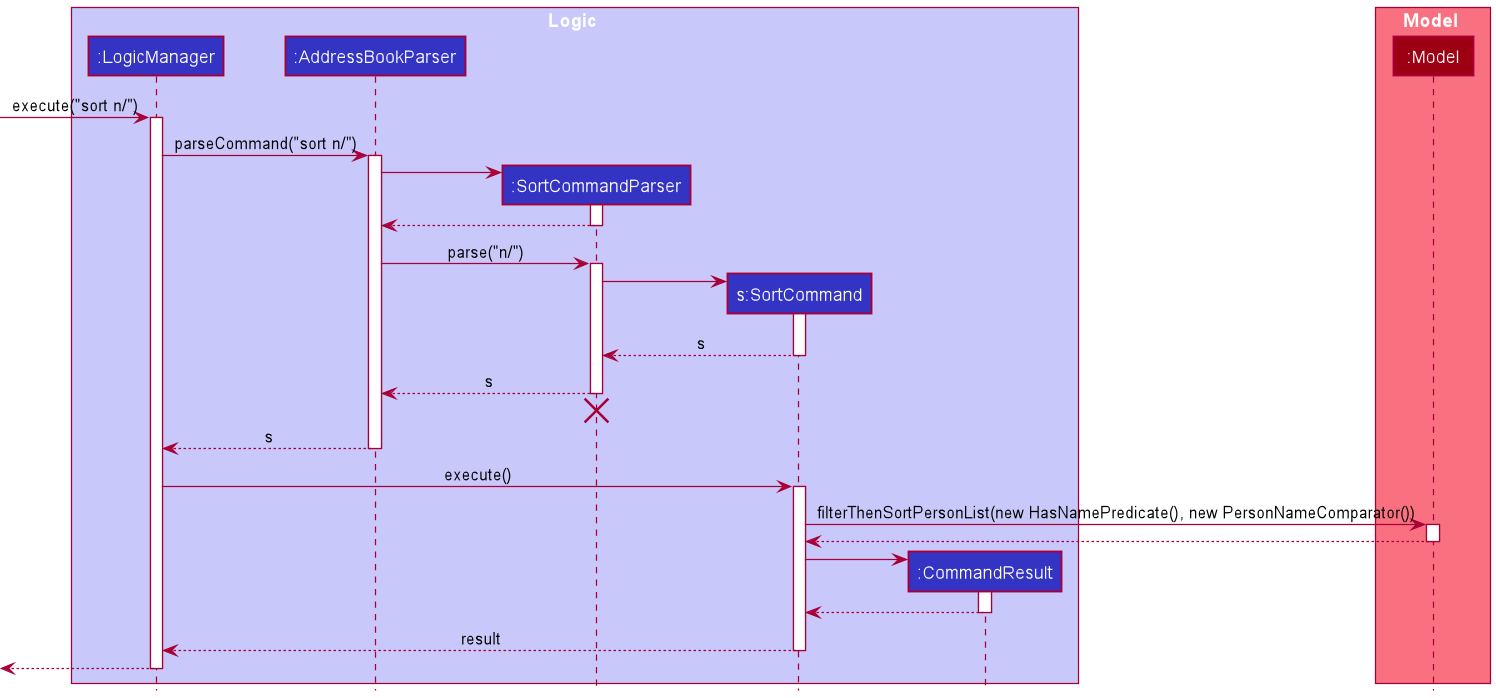 Logic
Model
:LogicManager
:AddressBookParser
:Model
execute("sort n/")
parseCommand("sort n/")
:SortCommandParser
parse("n/")
s:SortCommand
s
s
s
execute()
filterThenSortPersonList(new HasNamePredicate(), new PersonNameComparator())
:CommandResult
result